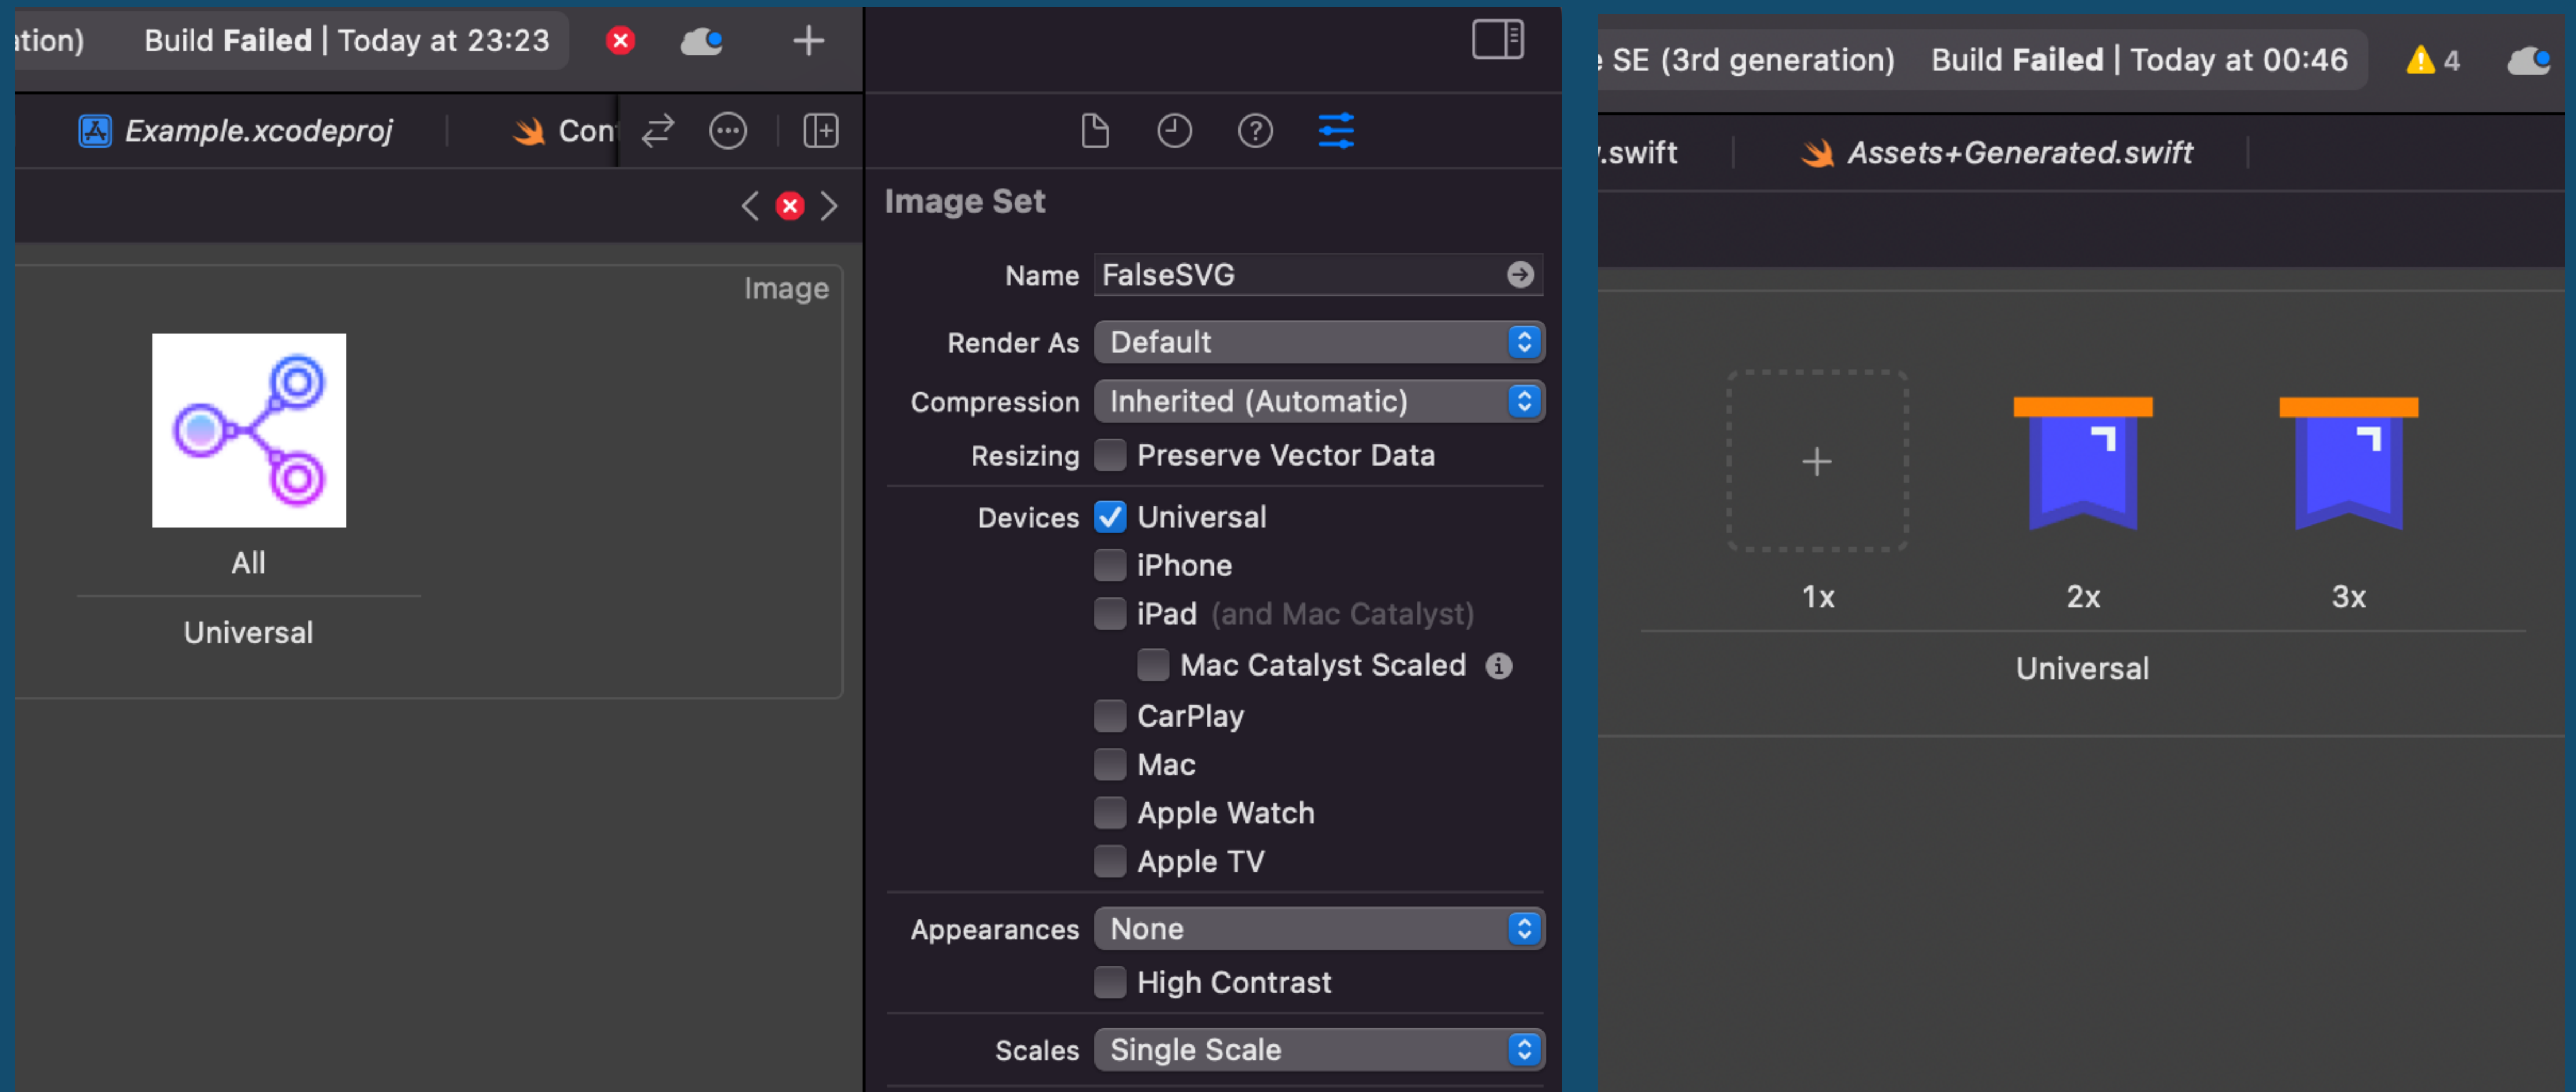 tion) Build Failed | Today at 23:23
Example.xcodeproj Con
Image
All
Universal
Image Set
Name FalseSVG
Render As Default
Compression Inherited (Automatic)
Resizing Preserve Vector Data
Devices Universal
iPhone
iPad (and Mac Catalyst)
Mac Catalyst Scaled
CarPlay
Mac
Apple Watch
Apple TV
Appearances None
High Contrast
Scales Single Scale
SE (3rd generation) Build Failed | Today at 00:46 4
.swift Assets+Generated.swift
1x 2x 3x
Universal